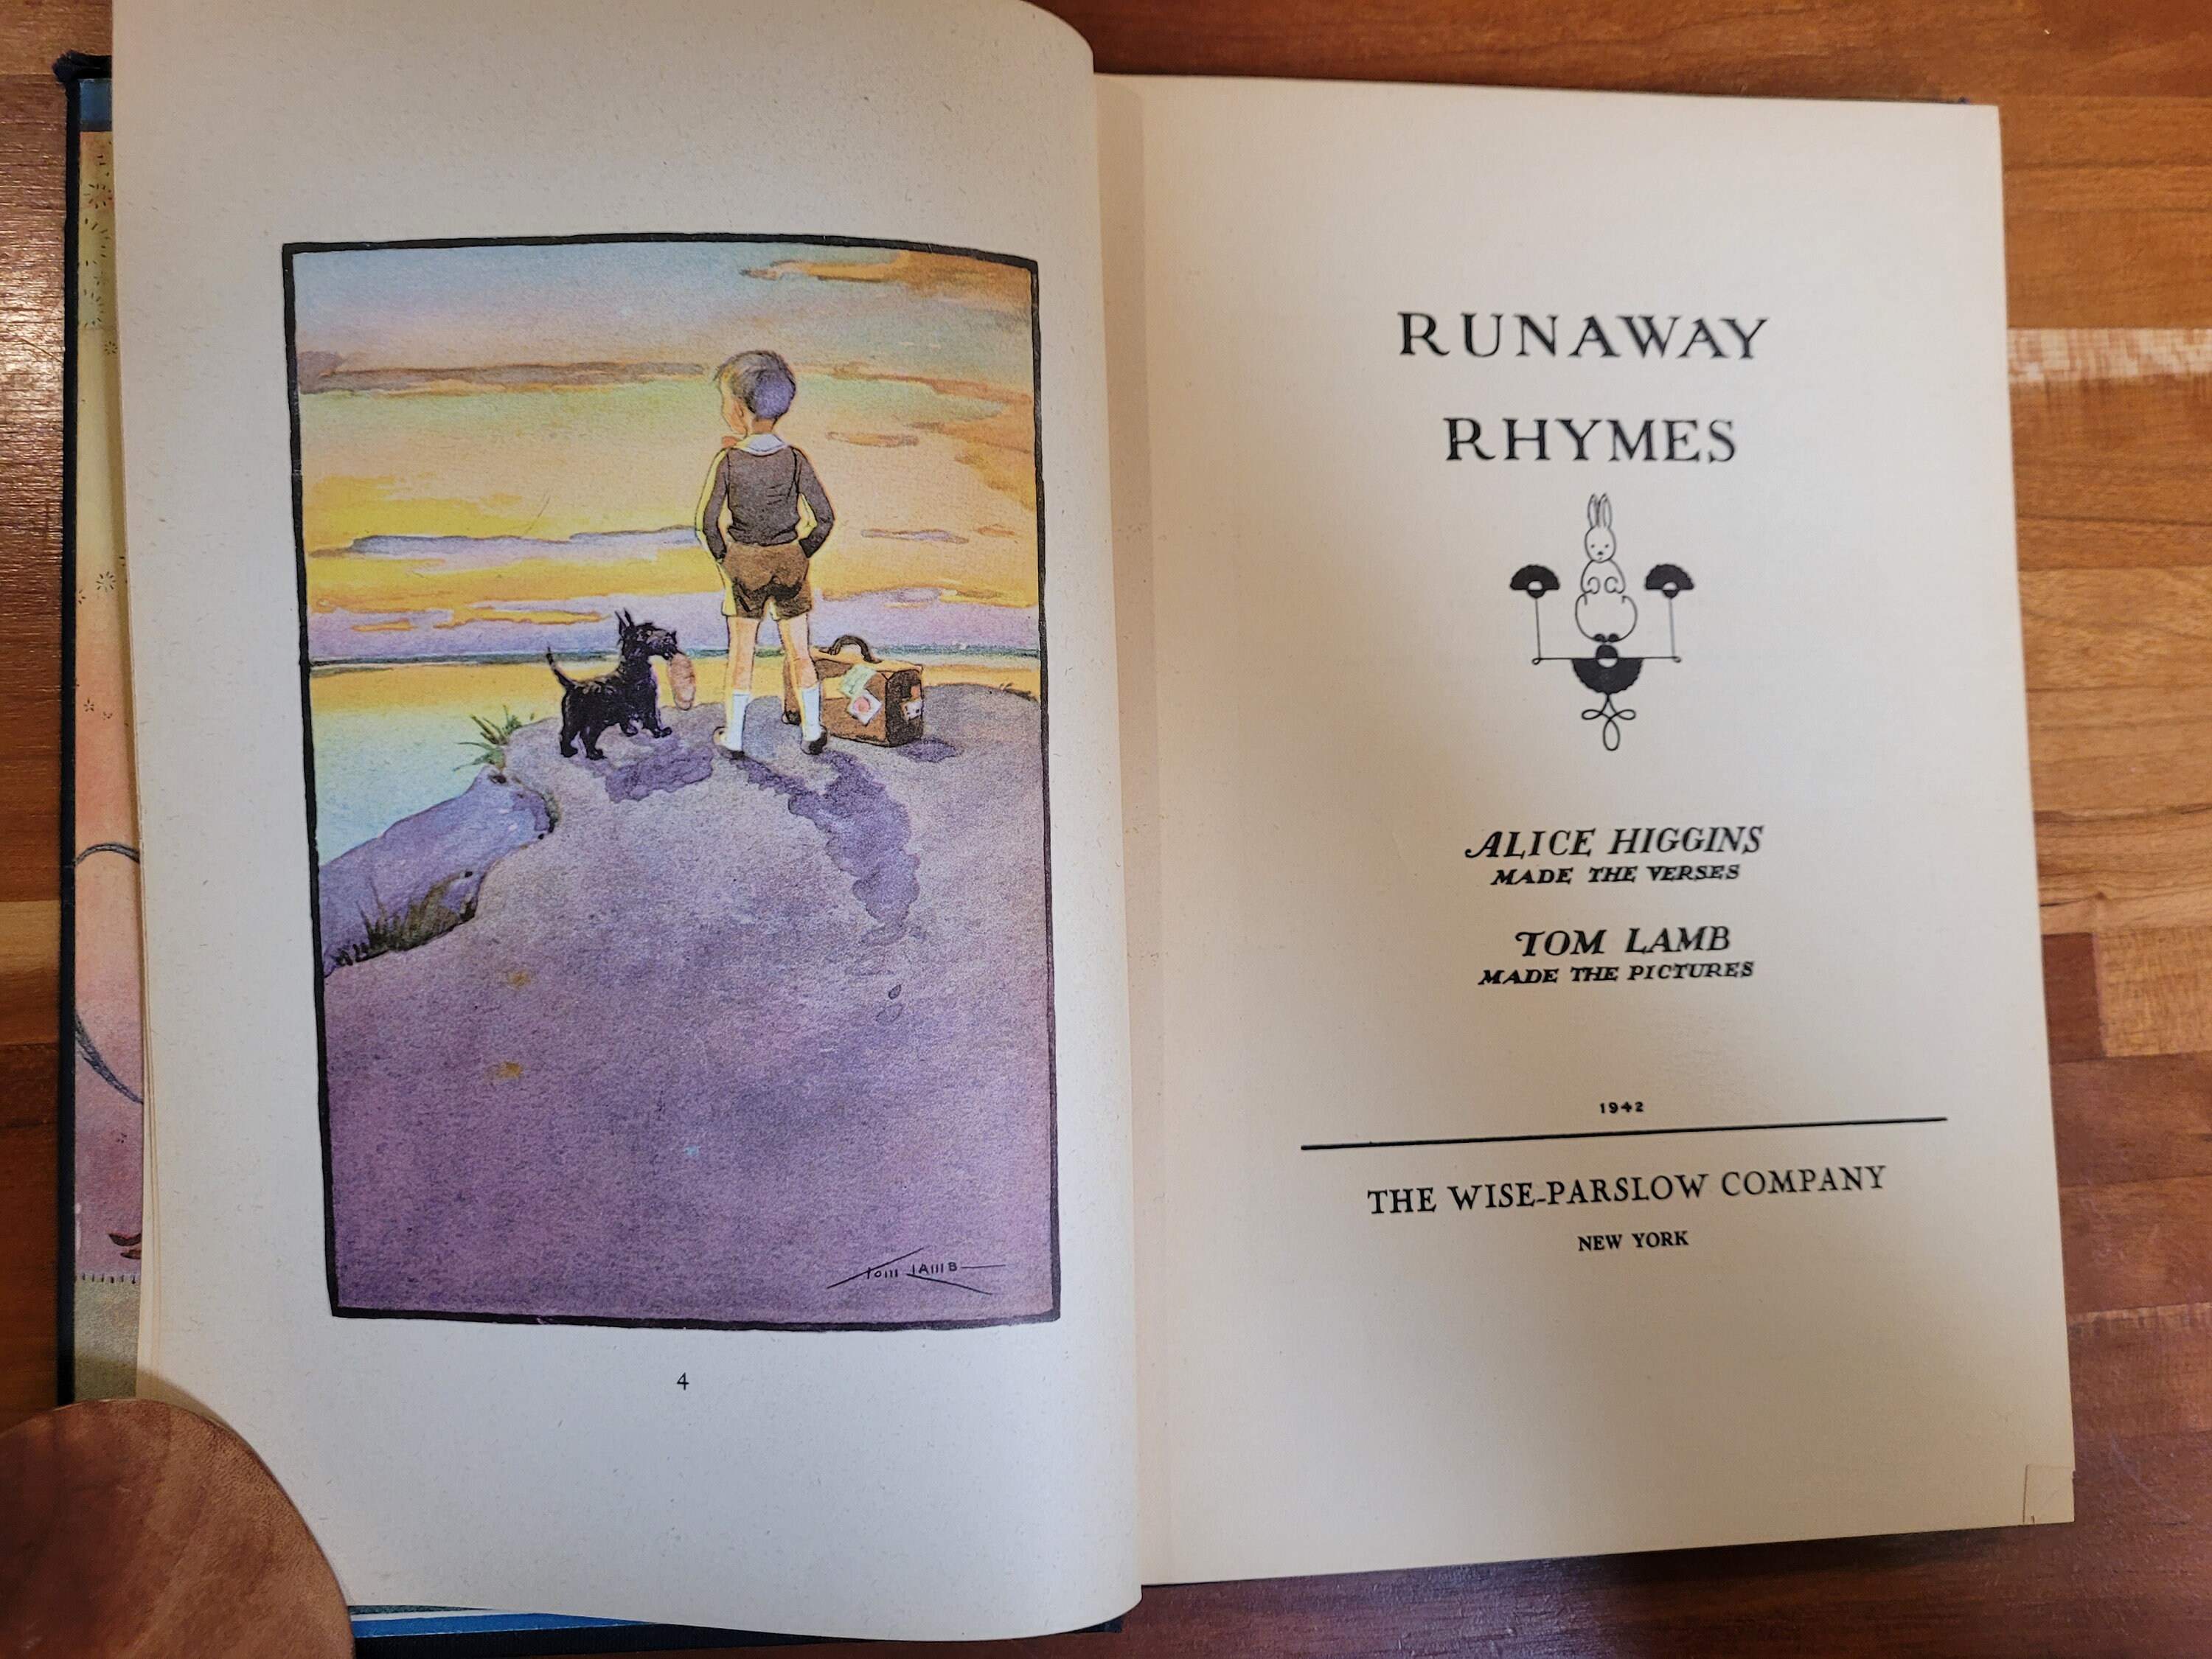 TOM LAMB
4
RUNAWAY
RHYMES
ALICE HIGGINS
MADE THE VERSES
TOM LAMB
MADE THE PICTURES
1942
THE WISE-PARSLOW COMPANY
NEW YORK